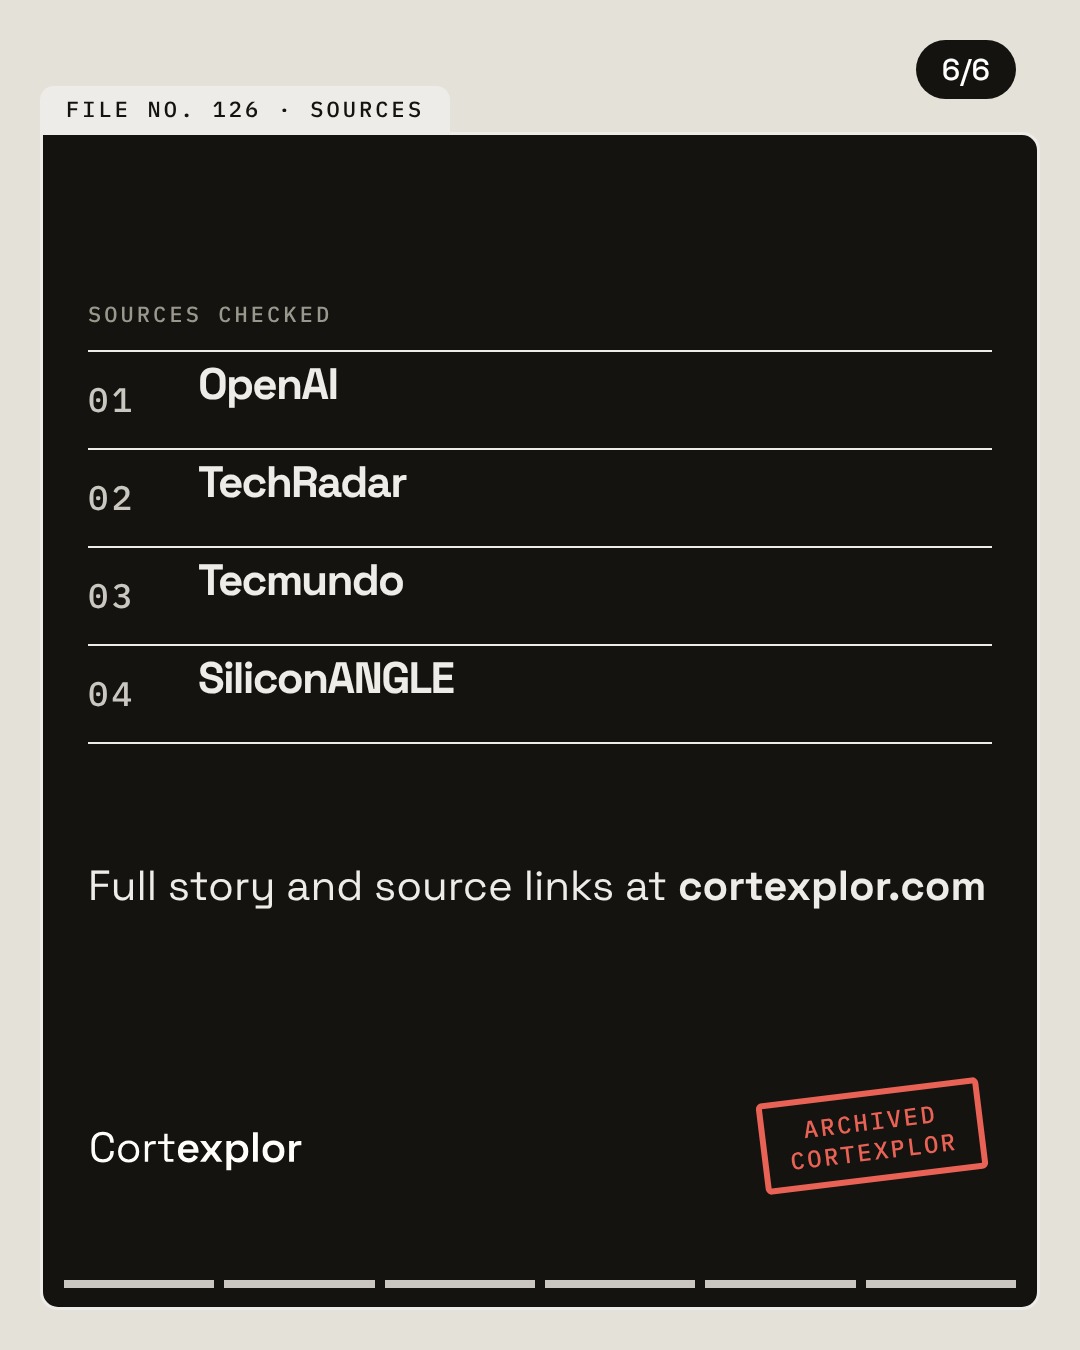 6/6
FILE NO. 126 · SOURCES
SOURCES CHECKED
01 OpenAI
02 TechRadar
03 Tecmundo
04 SiliconANGLE
Full story and source links at cortexplor.com
Cortexplor
ARCHIVED
CORTEXPLOR